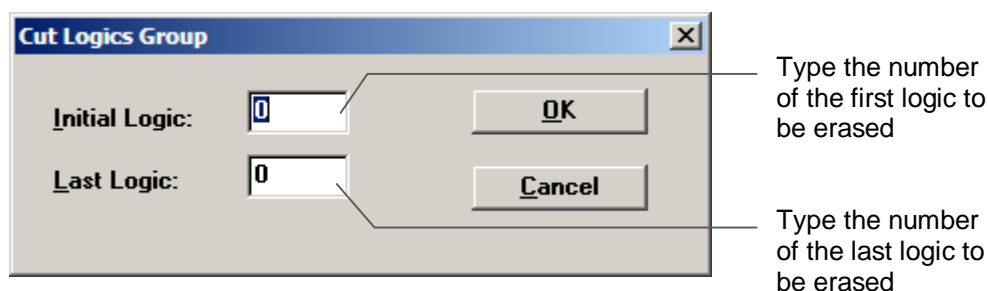 Cut Logics Group
Initial Logic: 0 OK
Last Logic: 0 Cancel
Type the number
of the first logic to
be erased
Type the number
of the last logic to
be erased